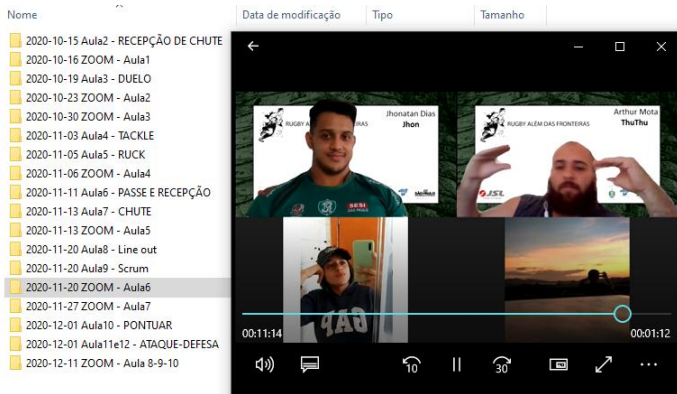 Nome
Data de modificação
Tipo
Tamanho
2020-10-15 Aula2 - RECEPÇÃO DE CHUTE
2020-10-16 ZOOM - Aula1
2020-10-19 Aula3 - DUELO
2020-10-23 ZOOM - Aula2
2020-10-30 ZOOM - Aula3
2020-11-03 Aula4 - TACKLE
2020-11-05 Aula5 - RUCK
2020-11-06 ZOOM - Aula4
2020-11-11 Aula6 - PASSE E RECEPÇÃO
2020-11-13 Aula7 - CHUTE
2020-11-13 ZOOM - Aula5
2020-11-20 Aula8 - Line out
2020-11-20 Aula9 - Scrum
2020-11-20 ZOOM - Aula6
2020-11-27 ZOOM - Aula7
2020-12-01 Aula10 - PONTUAR
2020-12-01 Aula11e12 - ATAQUE-DEFESA
2020-12-11 ZOOM - Aula 8-9-10
Jhonatan Dias
Jhon
RUGBY A
RAS
SESI
Arthur Mota
ThuThu
RUGBY ALÉM DAS FRONTEIRAS
JSL
GAP
00:11:14
00:01:12
10
30